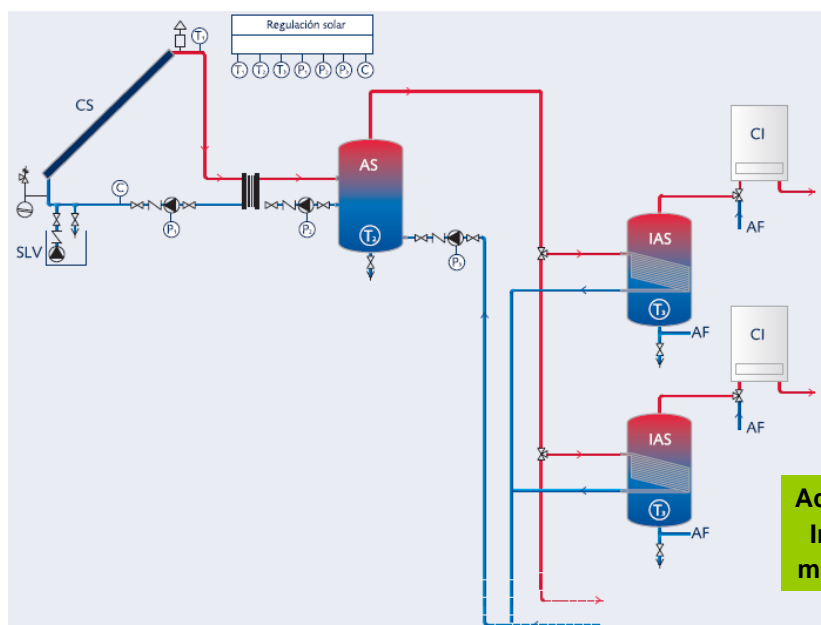 Regulación solar
T₁ T₂ T₃ P₁ P₂ P₃ C
T₁
CS
CI
AS
C
AF
P₁
P₂
IAS
T₂
SLV
P₃
T₃
AF
CI
AF
IAS
T₃
AF